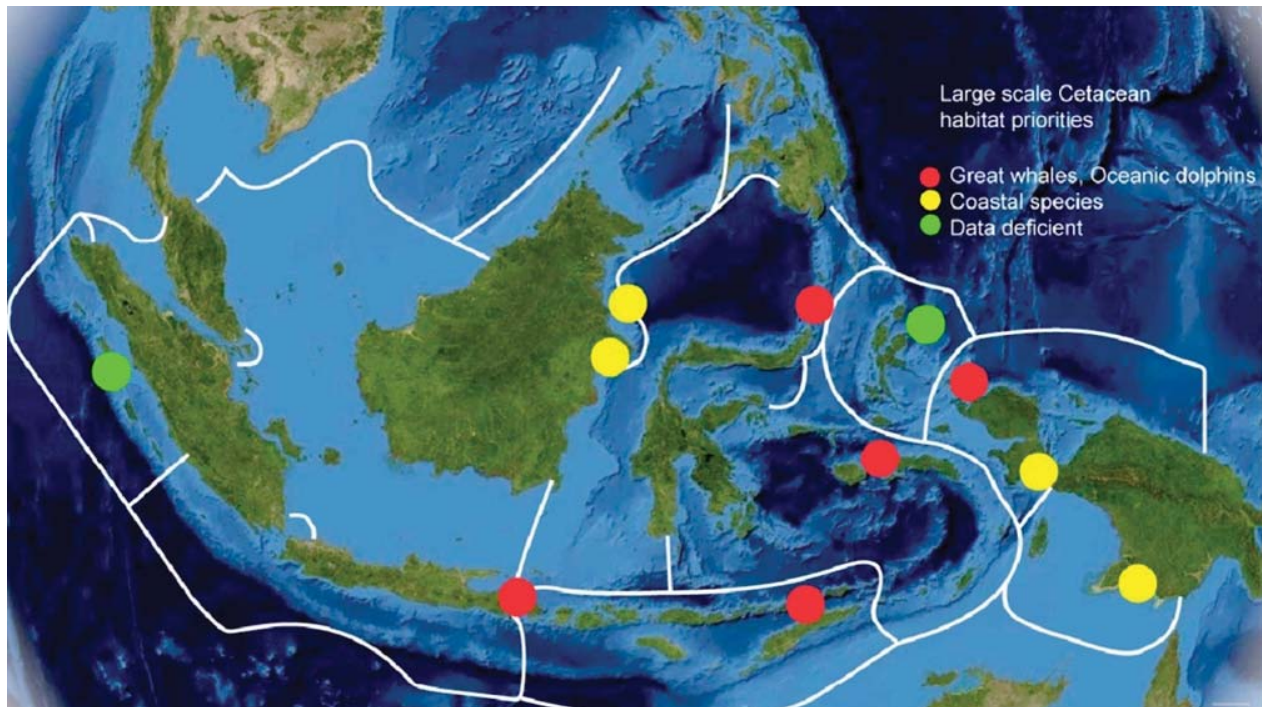 Large scale Cetacean
habitat priorities
Great whales, Oceanic dolphins
Coastal species
Data deficient